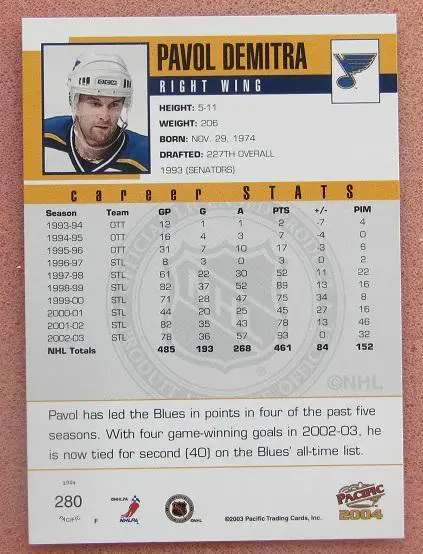 PAVOL DEMITRA
RIGHT WING
HEIGHT: 5-11
WEIGHT: 206
BORN: NOV. 29, 1974
DRAFTED: 227TH OVERALL
1993 (SENATORS)
career STATS
Season Team GP G A PTS +/- PIM
1993-94 OTT 12 1 1 2 -7 4
1994-95 OTT 16 4 3 7 -4 0
1995-96 OTT 31 7 10 17 -3 6
1996-97 STL 8 3 0 3 0 2
1997-98 STL 61 22 30 52 11 22
1998-99 STL 82 37 52 89 13 16
1999-00 STL 71 28 47 75 34 8
2000-01 STL 44 20 25 45 27 16
2001-02 STL 82 35 43 78 13 46
2002-03 STL 78 36 57 93 0 32
NHL Totals 485 193 268 461 84 152
NHL
©NHL
Pavol has led the Blues in points in four of the past five
seasons. With four game-winning goals in 2002-03, he
is now tied for second (40) on the Blues' all-time list.
2004
280
PACIFIC F
©NHLPA
NHLPA
©NHL
©2003 Pacific Trading Cards, Inc.
PACIFIC
2004